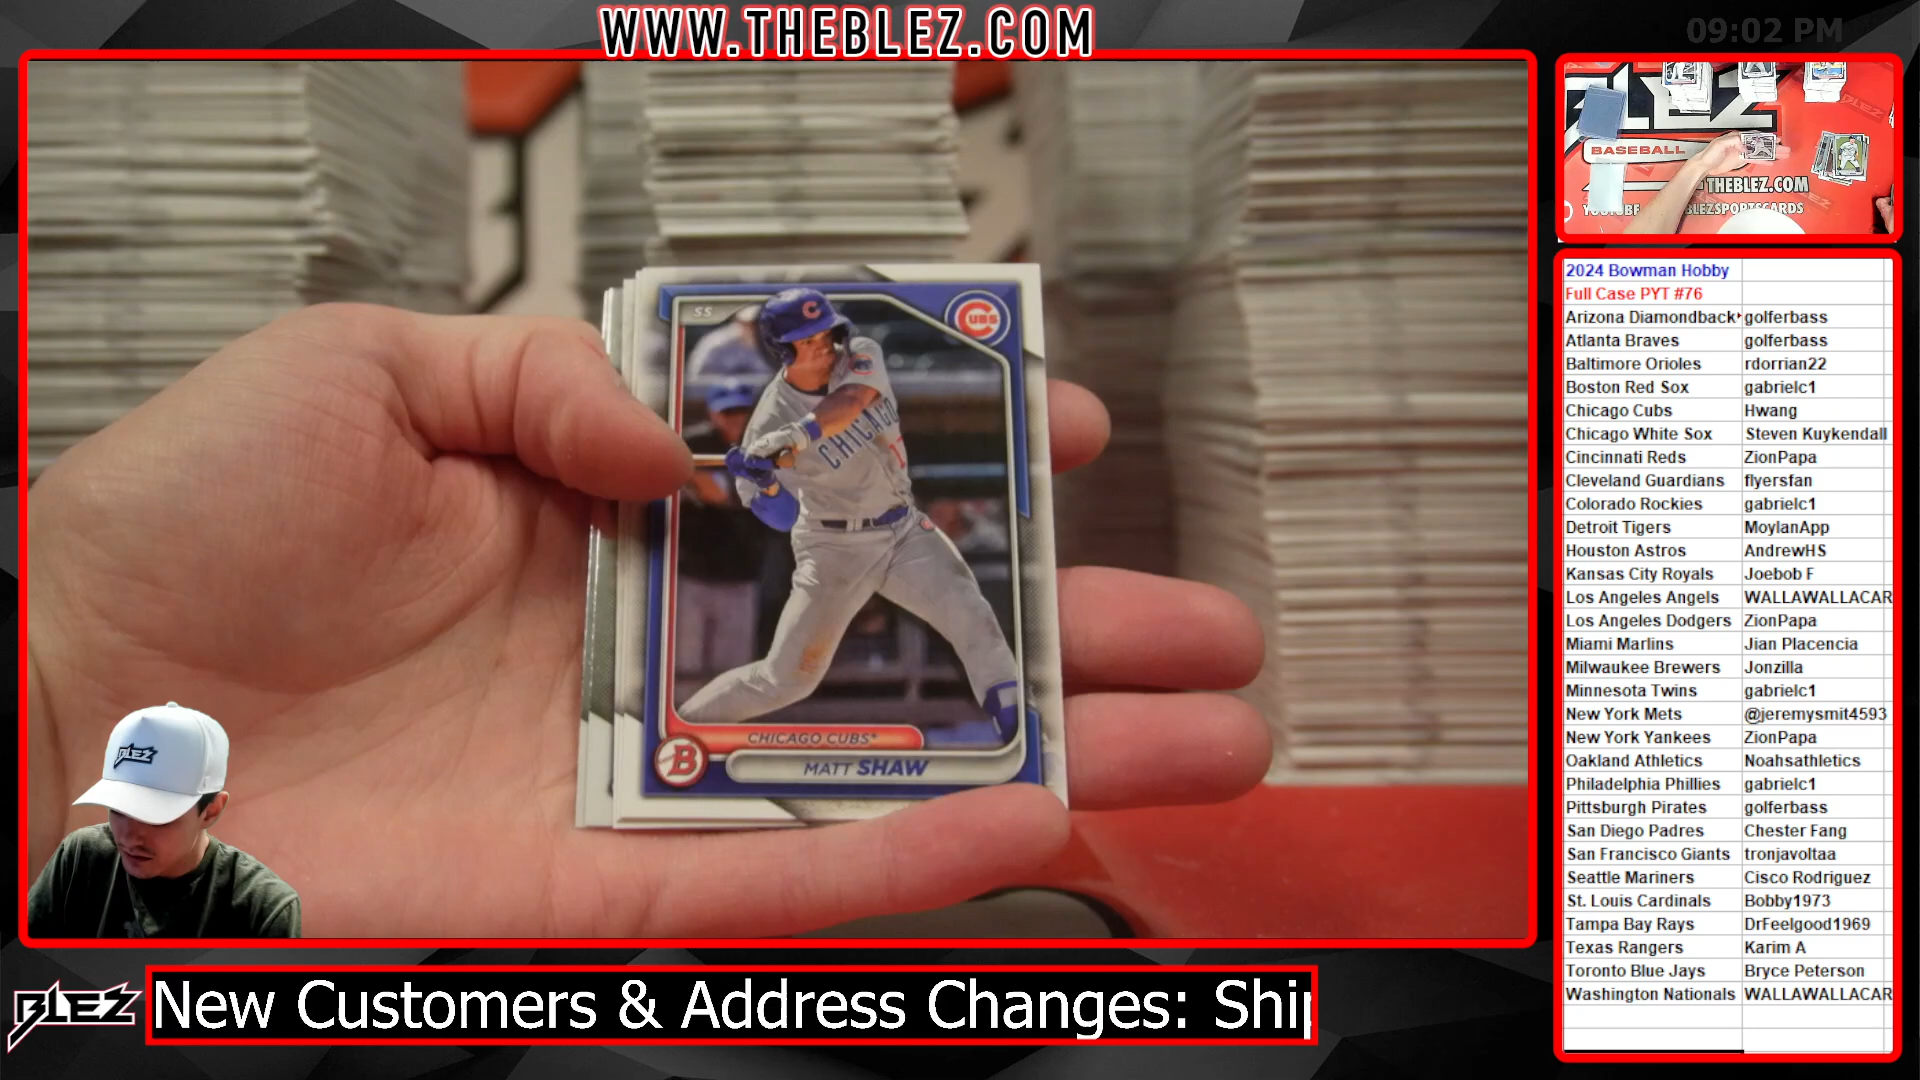 WWW.THEBLEZ.COM
09:02 PM
BLEZ
BASEBALL
THEBLEZ.COM
BLEZSPORTSCARDS
SS
CUBS
CHICAGO
CHICAGO CUBS
B
MATT SHAW
BLEZ
2024 Bowman Hobby
Full Case PYT #76
Arizona Diamondback golferbass
Atlanta Braves golferbass
Baltimore Orioles rdorrian22
Boston Red Sox gabrielc1
Chicago Cubs Hwang
Chicago White Sox Steven Kuykendall
Cincinnati Reds ZionPapa
Cleveland Guardians flyersfan
Colorado Rockies gabrielc1
Detroit Tigers MoylanApp
Houston Astros AndrewHS
Kansas City Royals Joebob F
Los Angeles Angels WALLAWALLACAR
Los Angeles Dodgers ZionPapa
Miami Marlins Jian Placencia
Milwaukee Brewers Jonzilla
Minnesota Twins gabrielc1
New York Mets @jeremysmit4593
New York Yankees ZionPapa
Oakland Athletics Noahsathletics
Philadelphia Phillies gabrielc1
Pittsburgh Pirates golferbass
San Diego Padres Chester Fang
San Francisco Giants tronjavoltaa
Seattle Mariners Cisco Rodriguez
St. Louis Cardinals Bobby1973
Tampa Bay Rays DrFeelgood1969
Texas Rangers Karim A
Toronto Blue Jays Bryce Peterson
Washington Nationals WALLAWALLACAR
BLEZ
New Customers & Address Changes: Ship